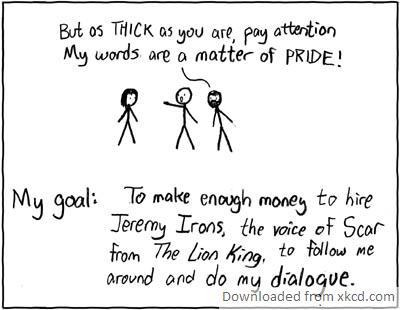 But as THICK as you are, pay attention
My words are a matter of PRIDE!
My goal: To make enough money to hire
Jeremy Irons, the voice of Scar
from The Lion King, to follow me
around and do my dialogue.
Downloaded from xkcd.com